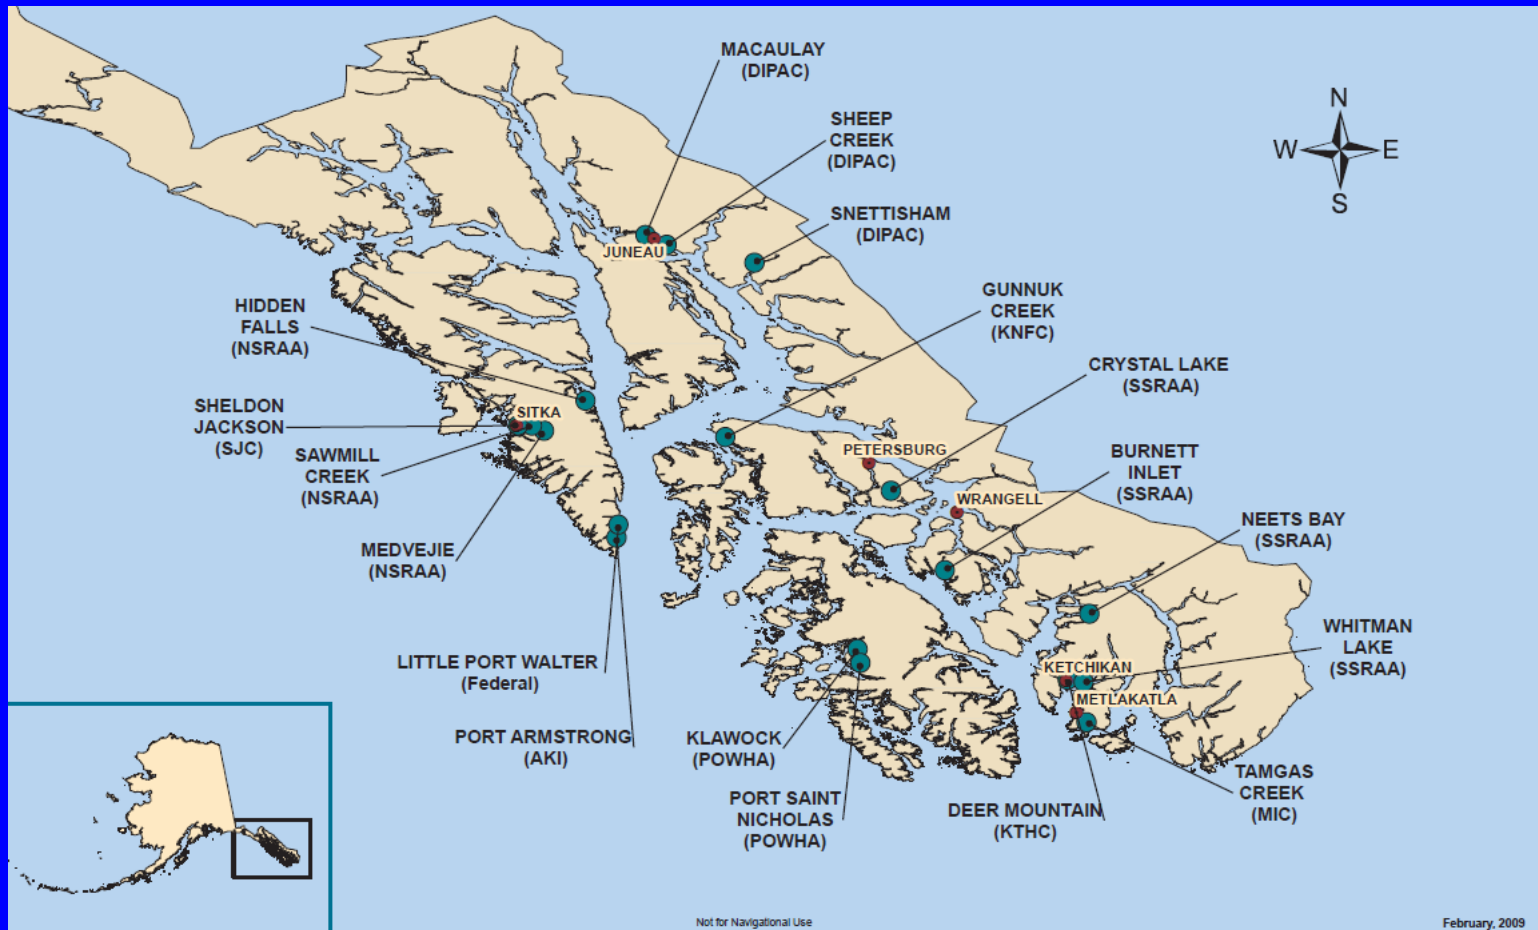 MACAULAY
(DIPAC)
SHEEP
CREEK
(DIPAC)
N
W
E
S
SNETTISHAM
(DIPAC)
JUNEAU
GUNNUK
CREEK
(KNFC)
HIDDEN
FALLS
(NSRAA)
CRYSTAL LAKE
(SSRAA)
SHELDON
JACKSON
(SJC)
SITKA
SAWMILL
CREEK
(NSRAA)
PETERSBURG
BURNETT
INLET
(SSRAA)
WRANGELL
NEETS BAY
(SSRAA)
MEDVEJIE
(NSRAA)
WHITMAN
LAKE
(SSRAA)
LITTLE PORT WALTER
(Federal)
KETCHIKAN
METLAKATLA
PORT ARMSTRONG
(AKI)
KLAWOCK
(POWHA)
PORT SAINT
NICHOLAS
(POWHA)
DEER MOUNTAIN
(KTHC)
TAMGAS
CREEK
(MIC)
Not for Navigational Use
February, 2009